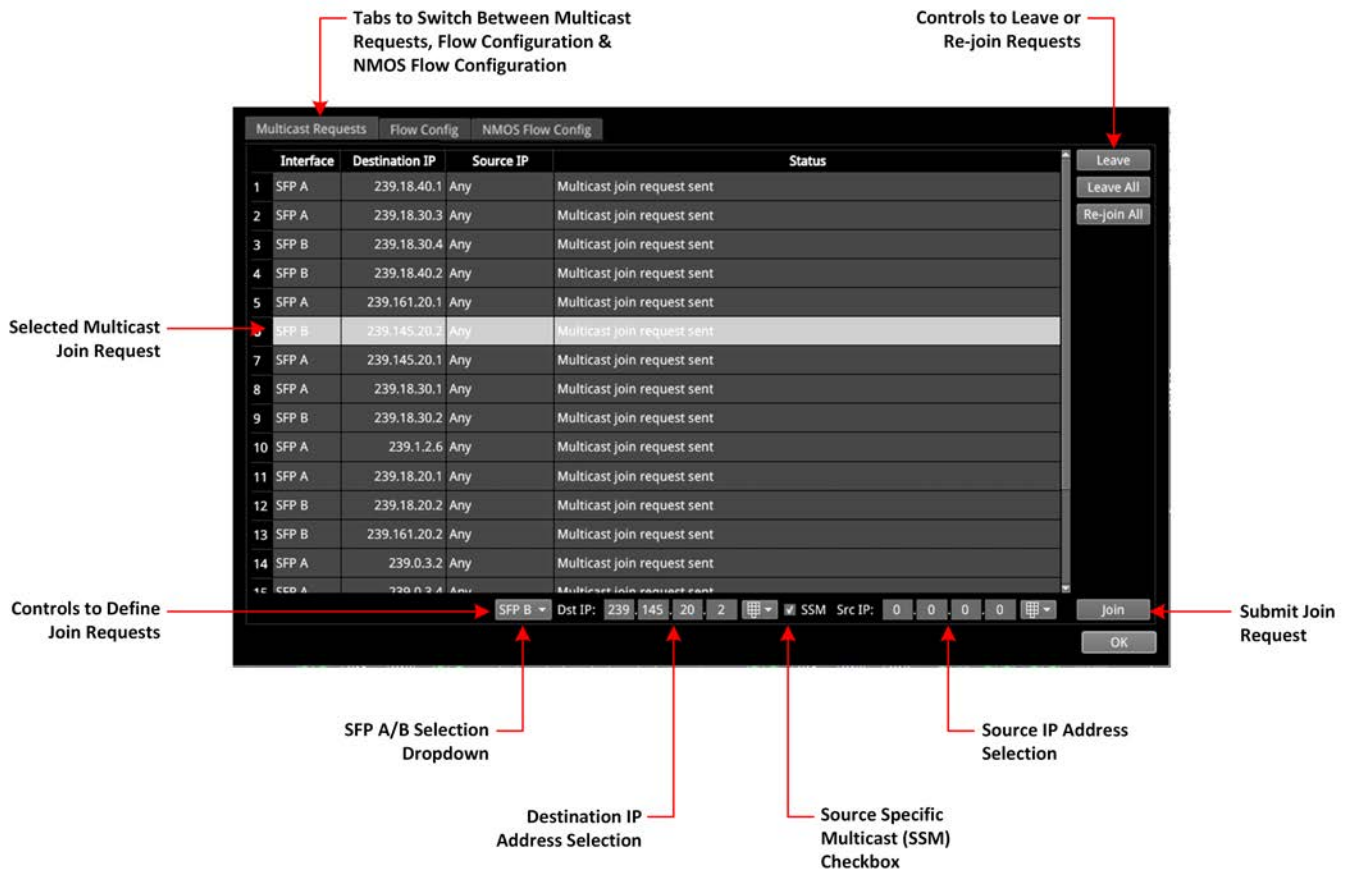 Tabs to Switch Between Multicast
Requests, Flow Configuration &
NMOS Flow Configuration
Controls to Leave or
Re-join Requests
Multicast Requests Flow Config NMOS Flow Config
Interface Destination IP Source IP Status Leave
1 SFP A 239.18.40.1 Any Multicast join request sent Leave All
2 SFP A 239.18.30.3 Any Multicast join request sent Re-join All
3 SFP B 239.18.30.4 Any Multicast join request sent
4 SFP B 239.18.40.2 Any Multicast join request sent
5 SFP A 239.161.20.1 Any Multicast join request sent
Selected Multicast
Join Request
6 SFP B 239.145.20.2 Any Multicast join request sent
7 SFP A 239.145.20.1 Any Multicast join request sent
8 SFP A 239.18.30.1 Any Multicast join request sent
9 SFP B 239.18.30.2 Any Multicast join request sent
10 SFP A 239.1.2.6 Any Multicast join request sent
11 SFP A 239.18.20.1 Any Multicast join request sent
12 SFP B 239.18.20.2 Any Multicast join request sent
13 SFP B 239.161.20.2 Any Multicast join request sent
14 SFP A 239.0.3.2 Any Multicast join request sent
15 SFP A 239.0.3.4 Any Multicast join request sent
Controls to Define
Join Requests
SFP B Dst IP: 239 . 145 . 20 . 2 SSM Src IP: 0 . 0 . 0 . 0 Join
OK
Submit Join
Request
SFP A/B Selection
Dropdown
Source IP Address
Selection
Destination IP
Address Selection
Source Specific
Multicast (SSM)
Checkbox